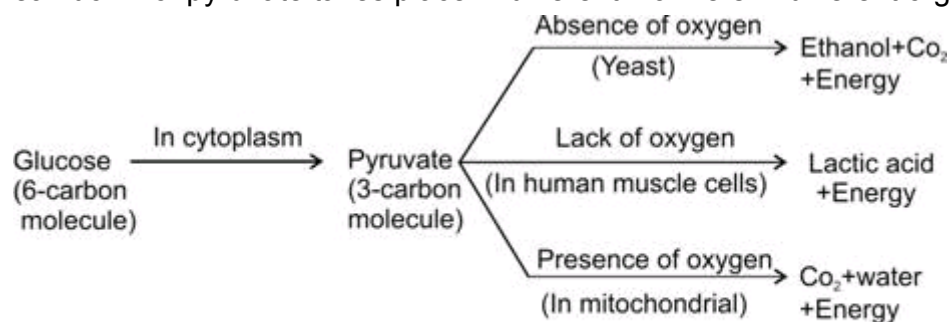 Absence of oxygen
(Yeast)
Ethanol+Co₂
+Energy
In cytoplasm
Glucose
(6-carbon
molecule)
Pyruvate
(3-carbon
molecule)
Lack of oxygen
(In human muscle cells)
Lactic acid
+Energy
Presence of oxygen
(In mitochondrial)
Co₂+water
+Energy